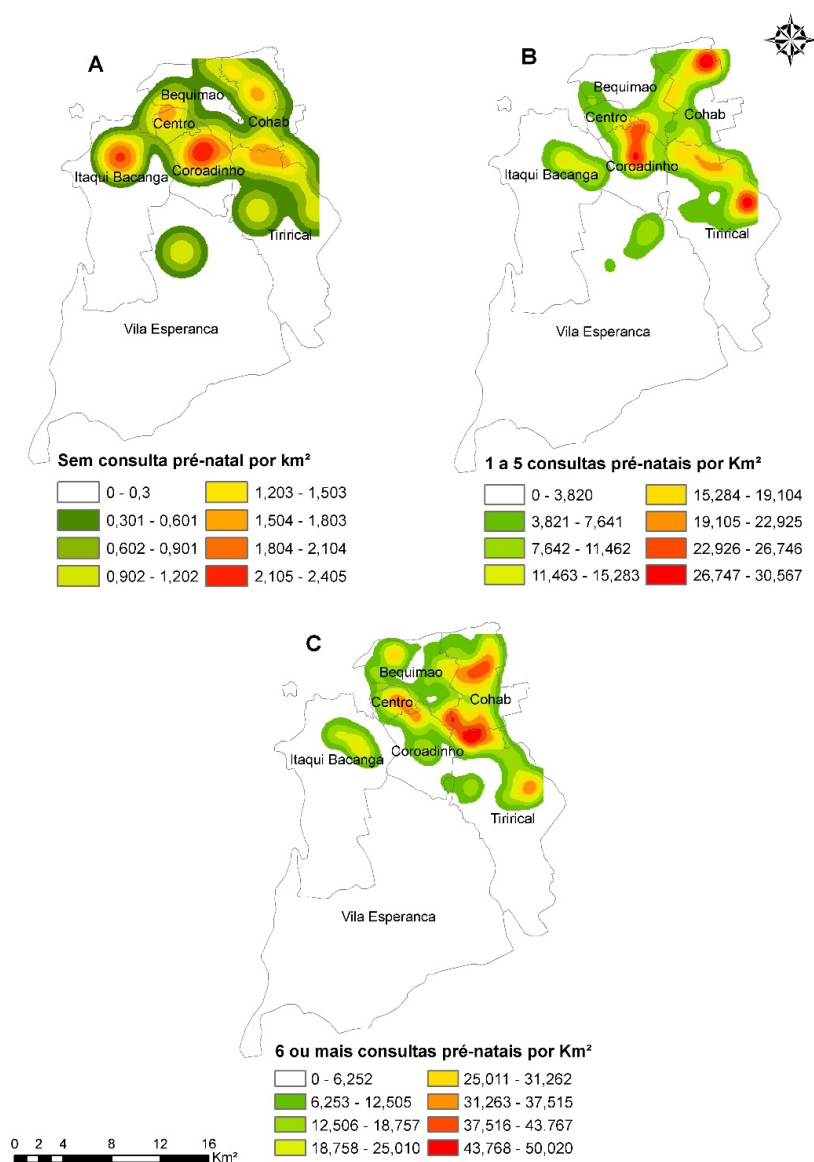 A
Bequimao
Centro
Cohab
Itaqui Bacanga
Coroadinho
Tirirical
Vila Esperanca
Sem consulta pré-natal por km²
0 - 0,3
0,301 - 0,601
0,602 - 0,901
0,902 - 1,202
1,203 - 1,503
1,504 - 1,803
1,804 - 2,104
2,105 - 2,405
B
Bequimao
Centro
Cohab
Itaqui Bacanga
Coroadinho
Tirirical
Vila Esperanca
1 a 5 consultas pré-natais por Km²
0 - 3,820
3,821 - 7,641
7,642 - 11,462
11,463 - 15,283
15,284 - 19,104
19,105 - 22,925
22,926 - 26,746
26,747 - 30,567
C
Bequimao
Centro
Cohab
Itaqui Bacanga
Coroadinho
Tirirical
Vila Esperanca
6 ou mais consultas pré-natais por Km²
0 - 6,252
6,253 - 12,505
12,506 - 18,757
18,758 - 25,010
25,011 - 31,262
31,263 - 37,515
37,516 - 43.767
43,768 - 50,020
0 2 4 8 12 16
Km²